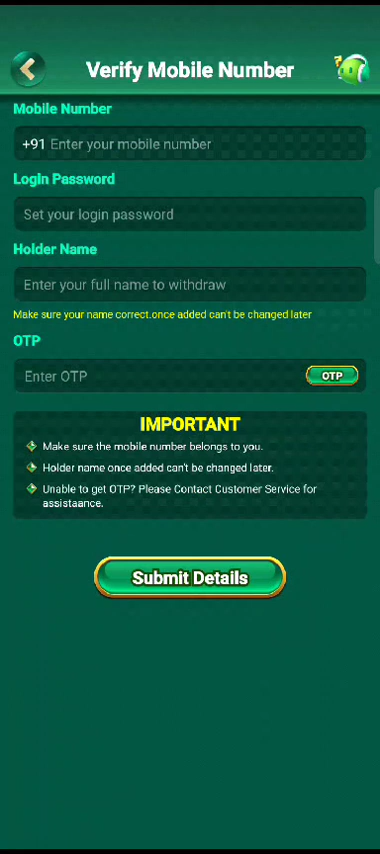 Verify Mobile Number
Mobile Number
+91 Enter your mobile number
Login Password
Set your login password
Holder Name
Enter your full name to withdraw
Make sure your name correct.once added can't be changed later
OTP
Enter OTP OTP
IMPORTANT
Make sure the mobile number belongs to you.
Holder name once added can't be changed later.
Unable to get OTP? Please Contact Customer Service for
assistaance.
Submit Details